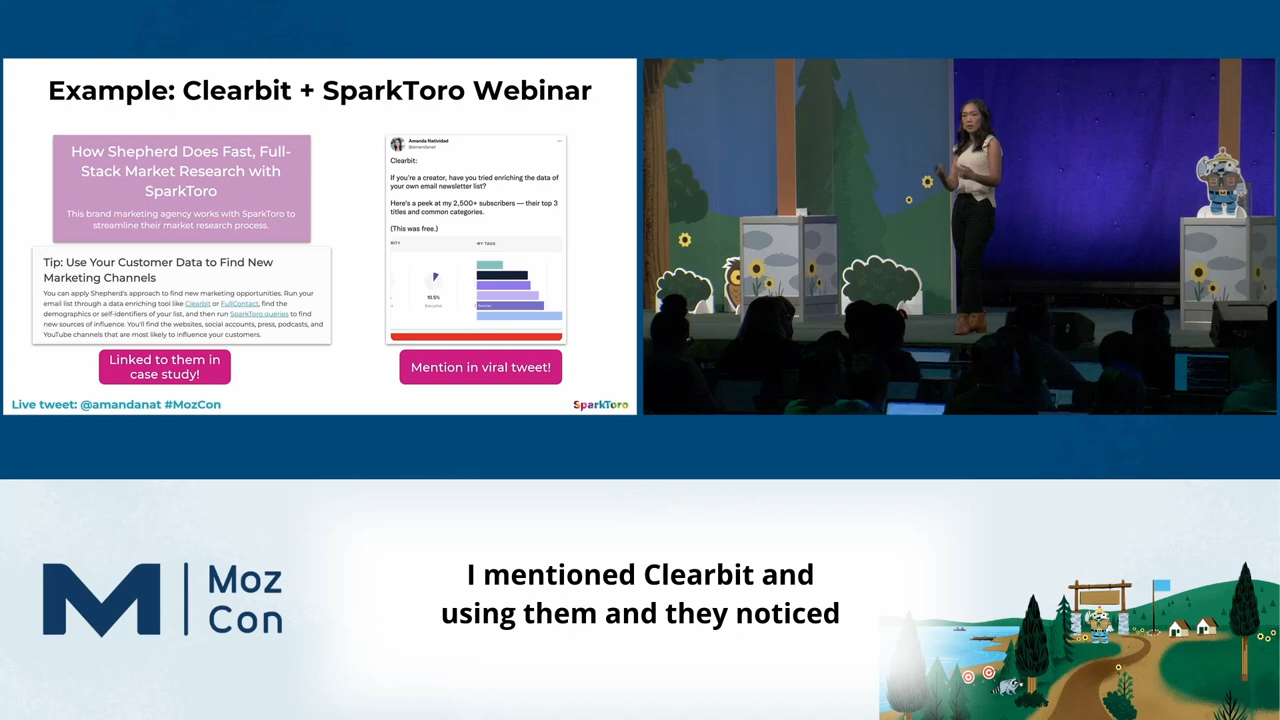 Example: Clearbit + SparkToro Webinar
How Shepherd Does Fast, Full-
Stack Market Research with
SparkToro
This brand marketing agency works with SparkToro to
streamline their market research process.
Tip: Use Your Customer Data to Find New
Marketing Channels
You can apply Shepherd's approach to find new marketing opportunities. Run your
email list through a data enriching tool like Clearbit or FullContact, find the
demographics or self-identifiers of your list, and then run SparkToro queries to find
new sources of influence. You'll find the websites, social accounts, press, podcasts, and
YouTube channels that are most likely to influence your customers.
Linked to them in
case study!
Amanda Natividad
@amandanat
Clearbit:
If you're a creator, have you tried enriching the data of
your own email newsletter list?
Here's a peek at my 2,500+ subscribers — their top 3
titles and common categories.
(This was free.)
BY TAGS
10.5%
Executive
Services
Mention in viral tweet!
Live tweet: @amandanat #MozCon
SparkToro
Moz
Con
I mentioned Clearbit and
using them and they noticed